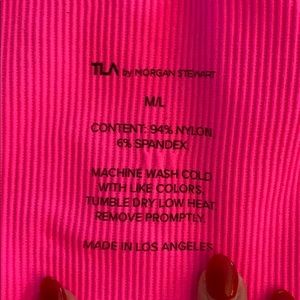 TLA by MORGAN STEWART
M/L
CONTENT: 94% NYLON
6% SPANDEX
MACHINE WASH COLD
WITH LIKE COLORS,
TUMBLE DRY LOW HEAT,
REMOVE PROMPTLY.
MADE IN LOS ANGELES